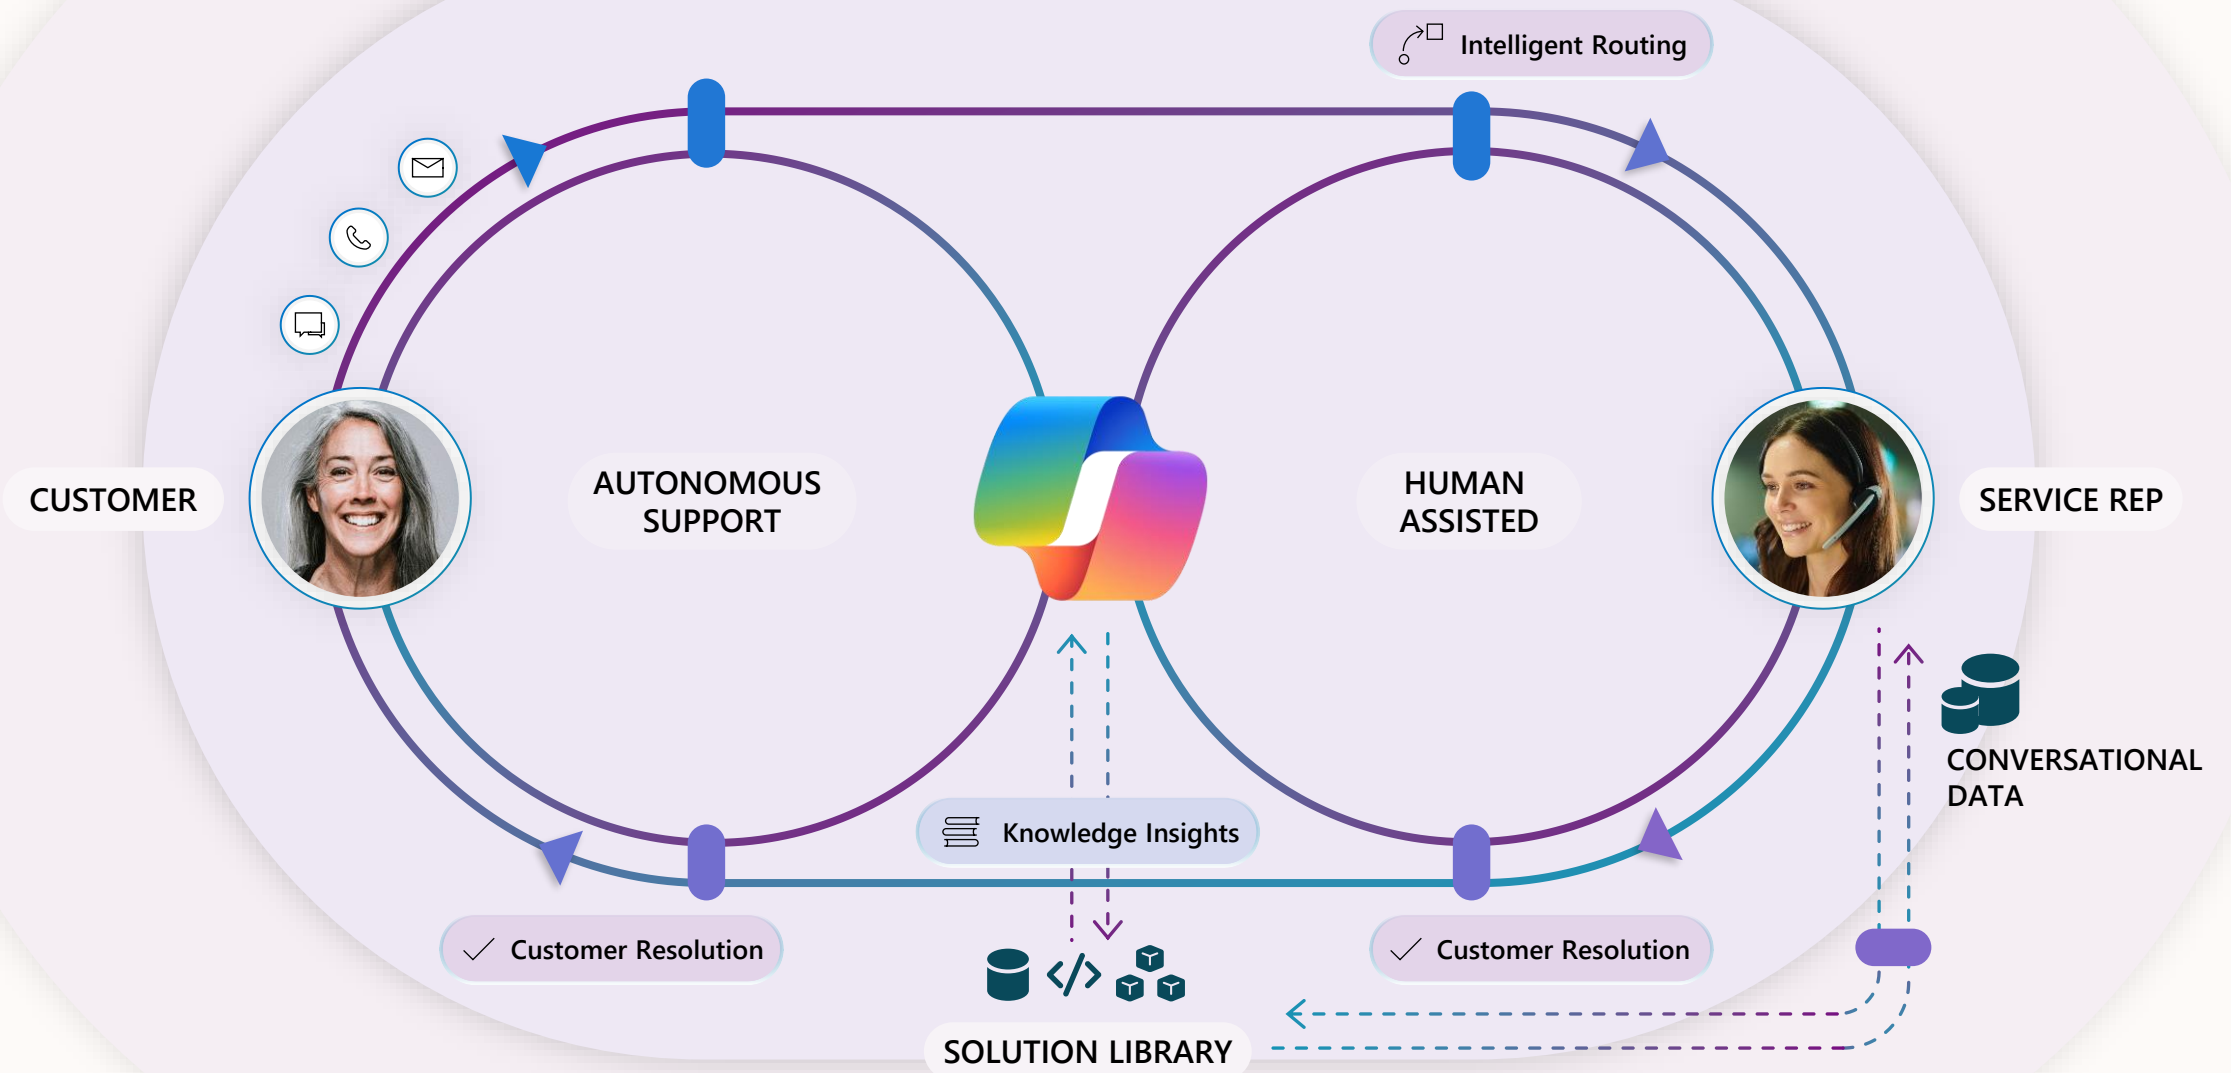 Intelligent Routing
CUSTOMER
AUTONOMOUS
SUPPORT
HUMAN
ASSISTED
SERVICE REP
CONVERSATIONAL
DATA
Knowledge Insights
Customer Resolution
Customer Resolution
SOLUTION LIBRARY